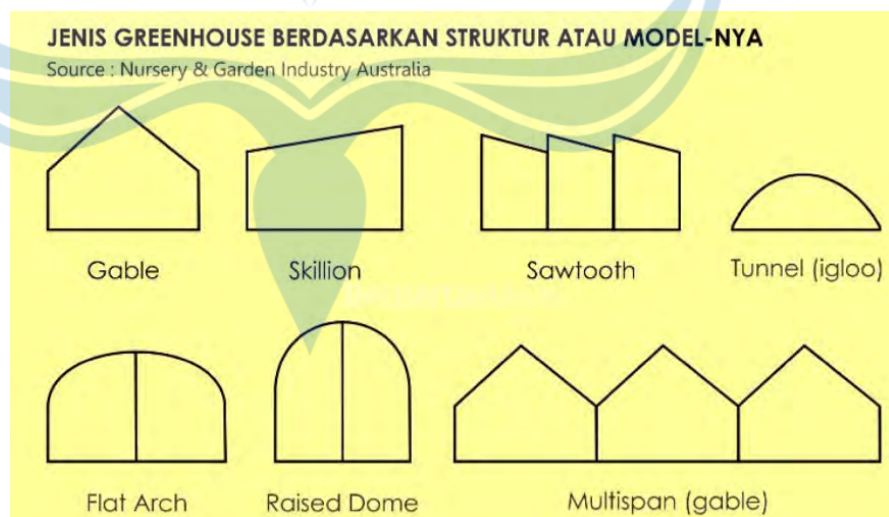 JENIS GREENHOUSE BERDASARKAN STRUKTUR ATAU MODEL-NYA
Source : Nursery & Garden Industry Australia
Gable
Skillion
Sawtooth
Tunnel (igloo)
Flat Arch
Raised Dome
Multispan (gable)